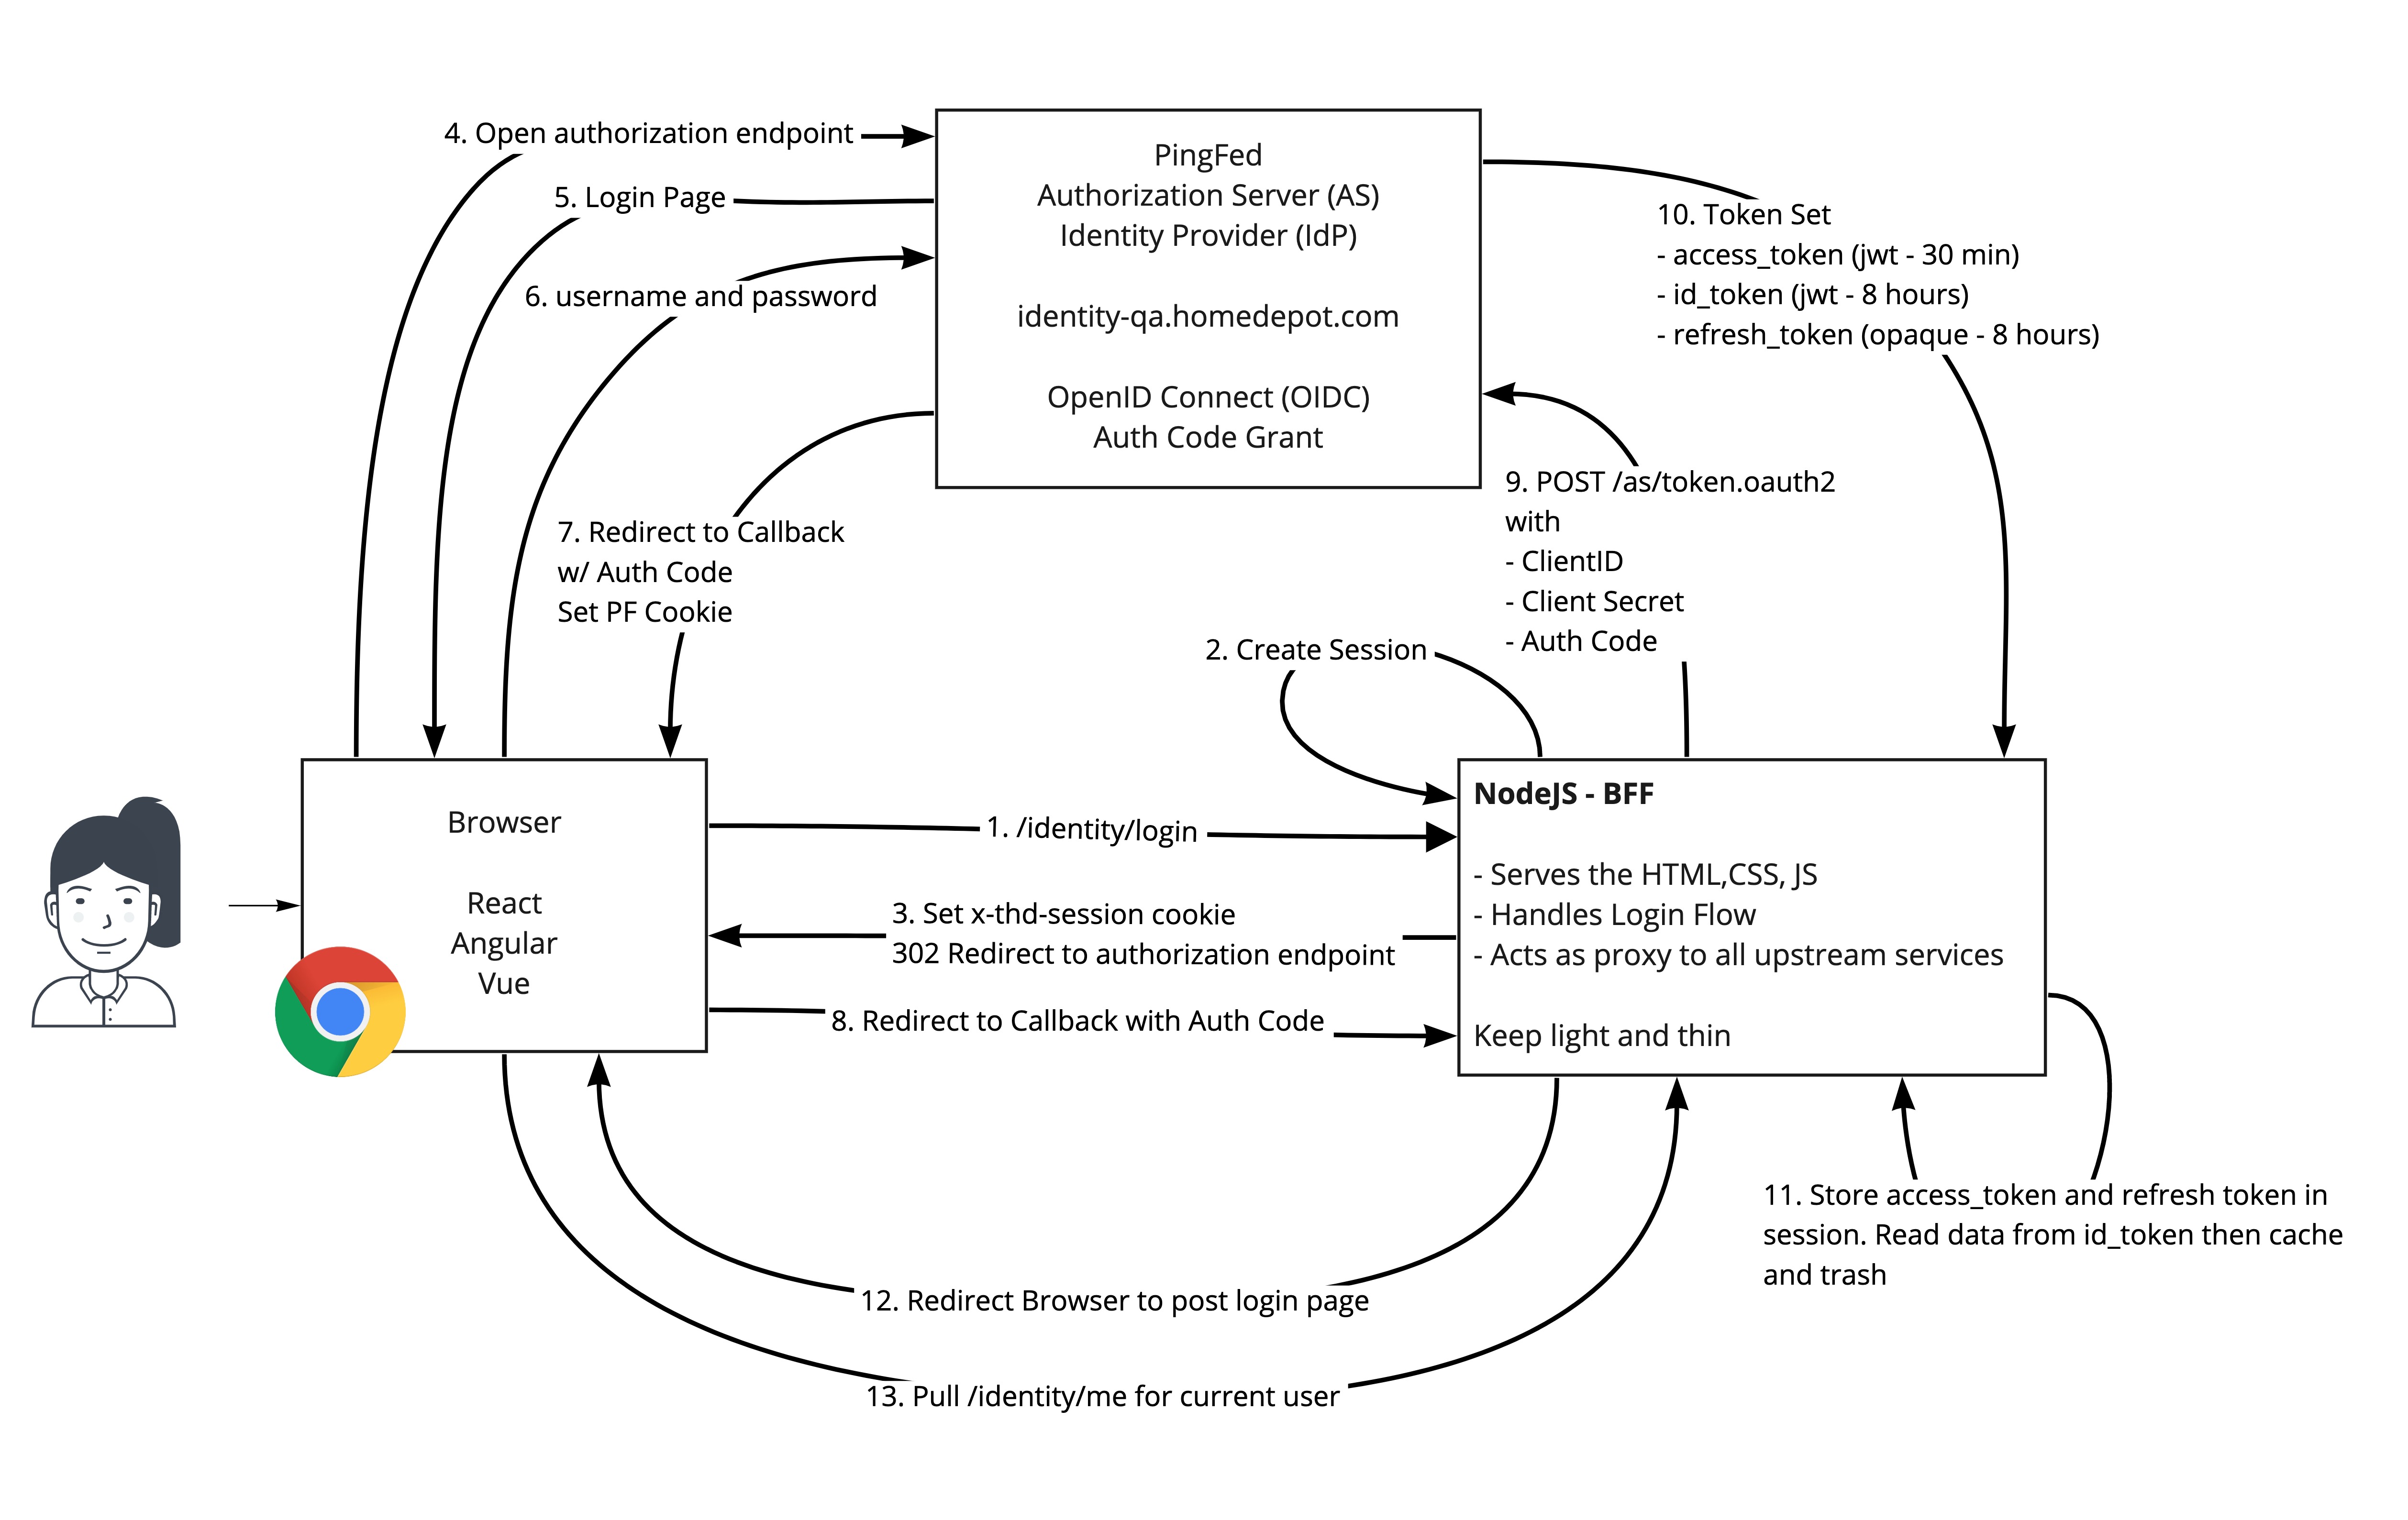 4. Open authorization endpoint
5. Login Page
6. username and password
PingFed
Authorization Server (AS)
Identity Provider (IdP)
identity-qa.homedepot.com
OpenID Connect (OIDC)
Auth Code Grant
10. Token Set
- access_token (jwt - 30 min)
- id_token (jwt - 8 hours)
- refresh_token (opaque - 8 hours)
7. Redirect to Callback
w/ Auth Code
Set PF Cookie
9. POST /as/token.oauth2
with
- ClientID
- Client Secret
- Auth Code
2. Create Session
Browser
React
Angular
Vue
1. /identity/login
3. Set x-thd-session cookie
302 Redirect to authorization endpoint
8. Redirect to Callback with Auth Code
NodeJS - BFF
- Serves the HTML,CSS, JS
- Handles Login Flow
- Acts as proxy to all upstream services
Keep light and thin
11. Store access_token and refresh token in
session. Read data from id_token then cache
and trash
12. Redirect Browser to post login page
13. Pull /identity/me for current user